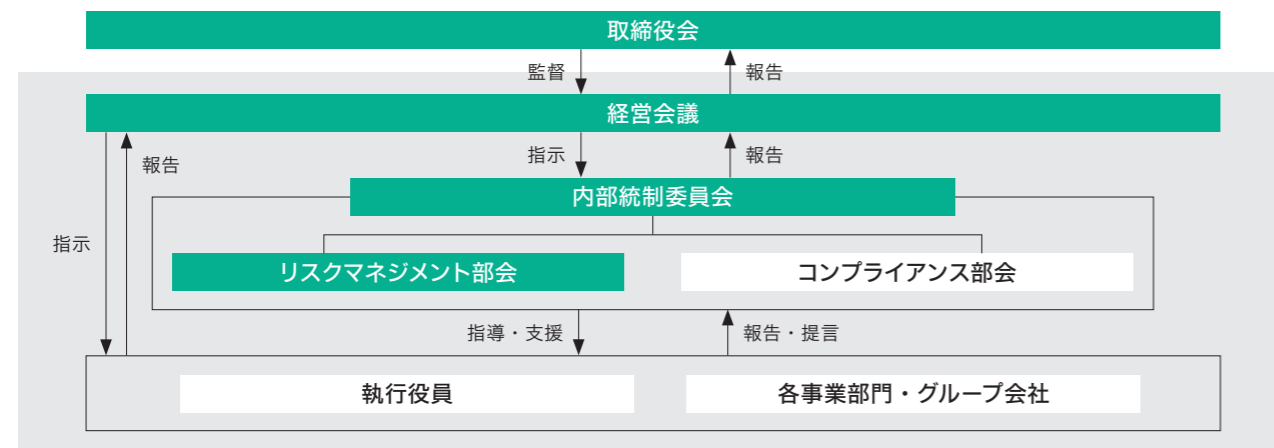 取締役会
監督
報告
経営会議
報告
指示
報告
内部統制委員会
指示
リスクマネジメント部会
コンプライアンス部会
指導・支援
報告・提言
執行役員
各事業部門・グループ会社